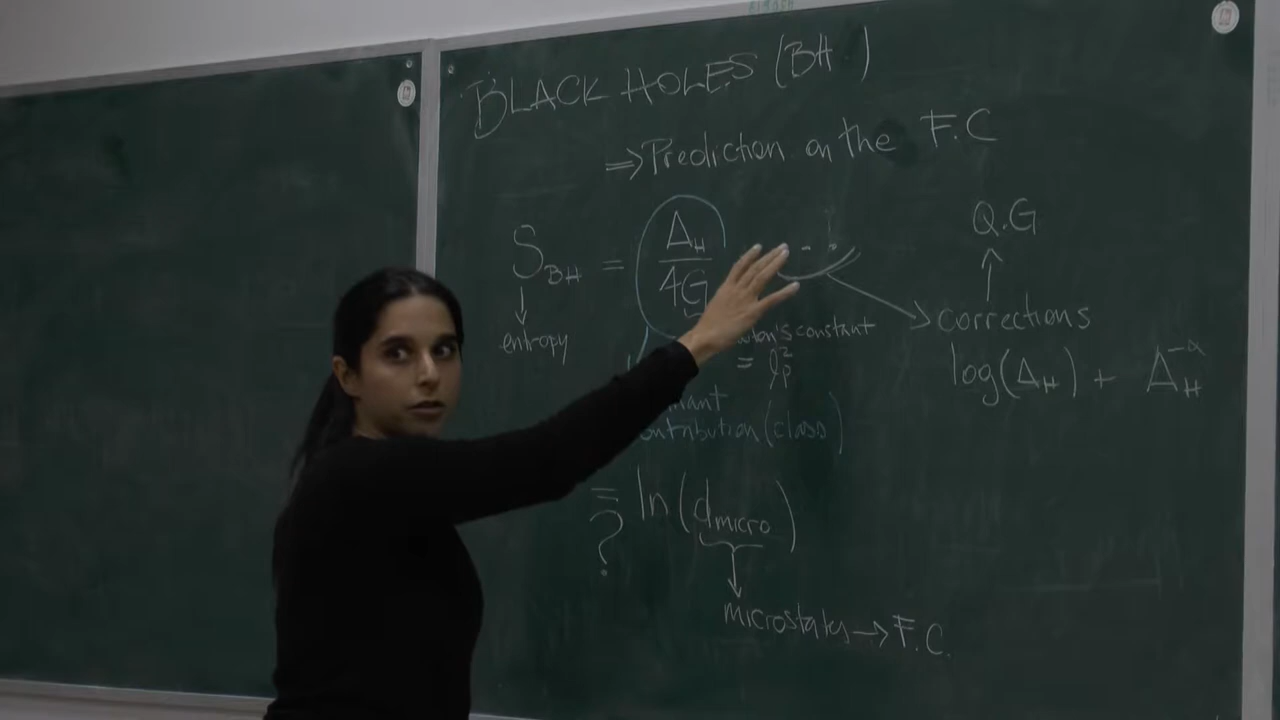 BLACK HOLES (BH)
⇒ Prediction on the F.C
S_BH = A_H / 4G
Q.G
entropy
constant
= l_p^2
corrections
log(A_H) + A_H^-α
(class)
= ln(d_micro)
?
microstates → F.C.